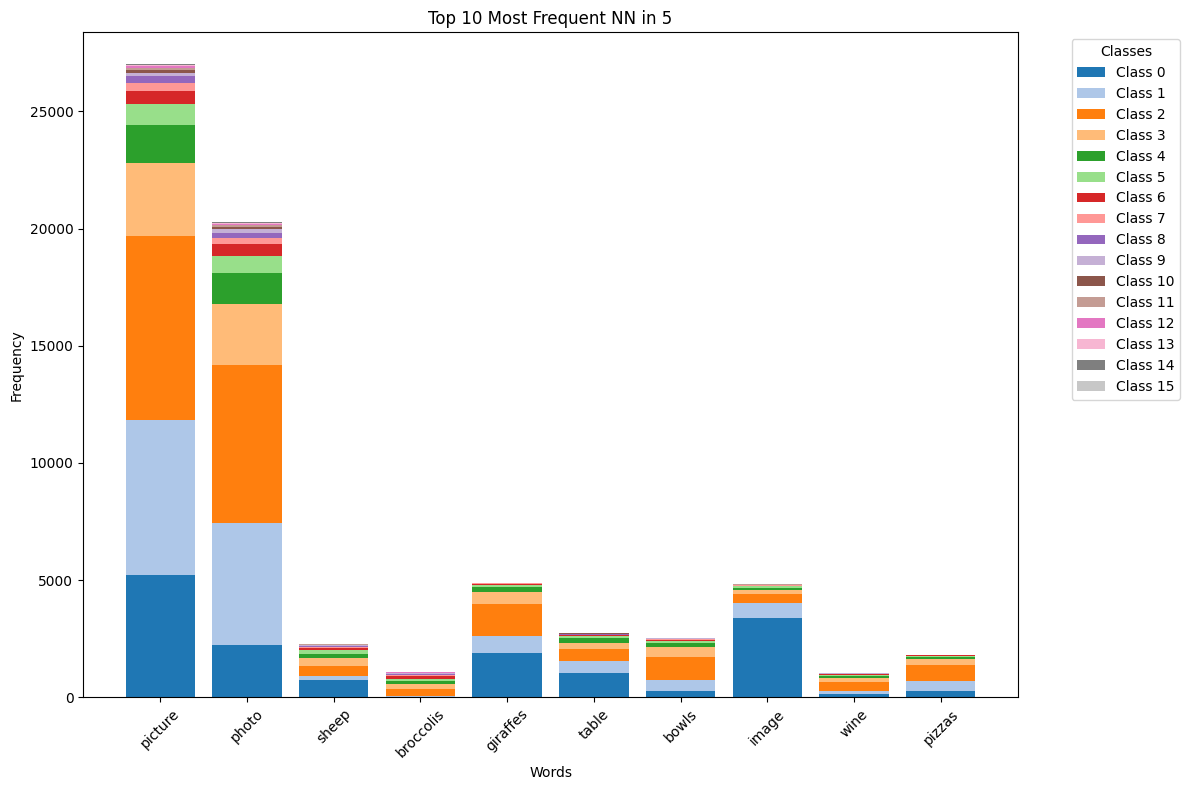 Top 10 Most Frequent NN in 5
Frequency
25000
20000
15000
10000
5000
0
picture
photo
sheep
broccolis
giraffes
table
bowls
image
wine
pizzas
Words
Classes
Class 0
Class 1
Class 2
Class 3
Class 4
Class 5
Class 6
Class 7
Class 8
Class 9
Class 10
Class 11
Class 12
Class 13
Class 14
Class 15